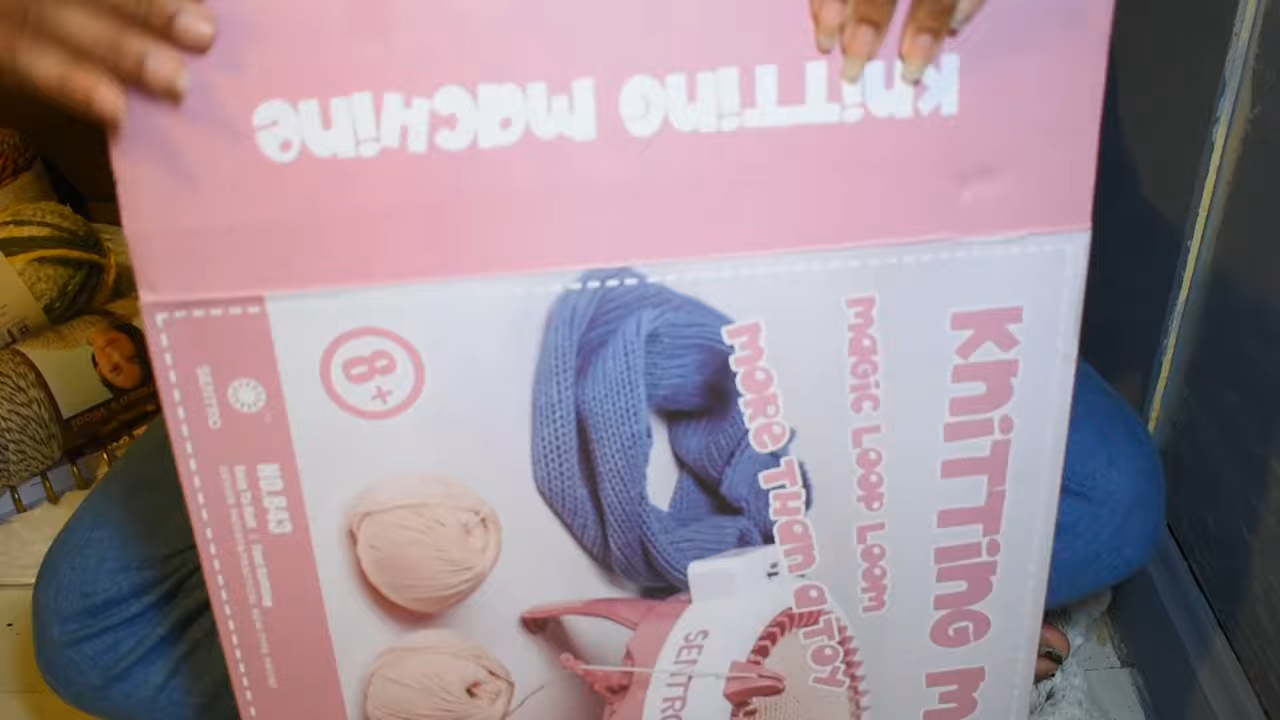 Knitting Machine
Knitting M
Magic Loop Loom
More Than a Toy
8+
SENTRO
SENTRO
NO.843